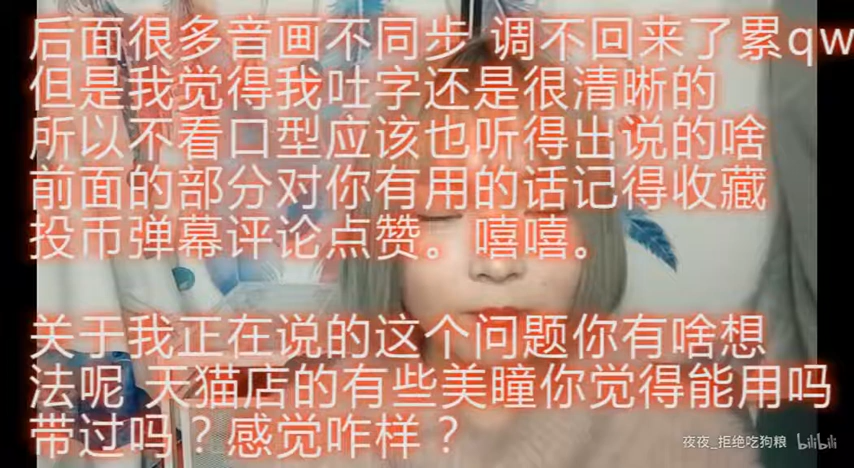 后面很多音画不同步 调不回来了累qw
但是我觉得我吐字还是很清晰的
所以不看口型应该也听得出说的啥
前面的部分对你有用的话记得收藏
投币弹幕评论点赞。嘻嘻。
关于我正在说的这个问题你有啥想
法呢 天猫店的有些美瞳你觉得能用吗
带过吗？感觉咋样？
夜夜_拒绝吃狗粮 bilibili